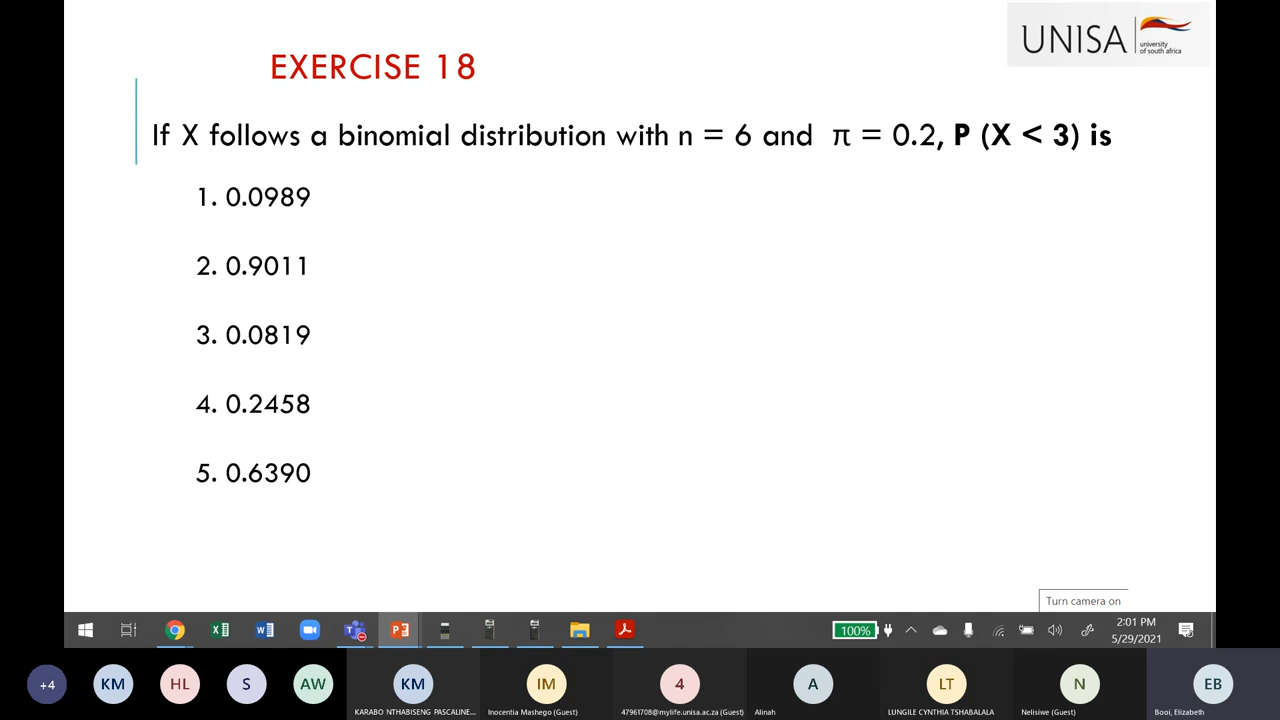 UNISA
university
of south africa
EXERCISE 18
If X follows a binomial distribution with n = 6 and π = 0.2, P (X < 3) is
1. 0.0989
2. 0.9011
3. 0.0819
4. 0.2458
5. 0.6390
Turn camera on
100%
2:01 PM
5/29/2021
+4
KM
HL
S
AW
KM
IM
4
A
LT
N
EB
KARABO NTHABISENG PASCALINE...
Inocentia Mashego (Guest)
47961708@mylife.unisa.ac.za (Guest)
Alinah
LUNGILE CYNTHIA TSHABALALA
Nelisiwe (Guest)
Booi, Elizabeth